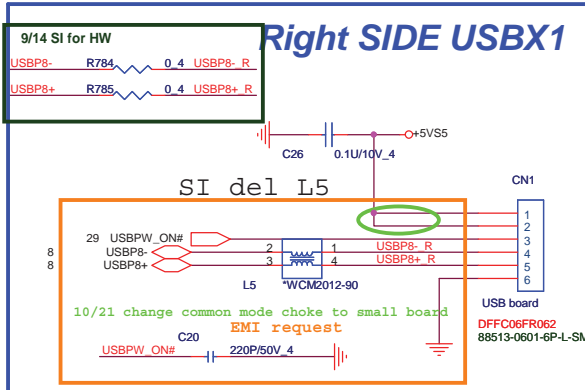 Right SIDE USBX1
9/14 SI for HW
USBP8- R784 0_4 USBP8-_R
USBP8+ R785 0_4 USBP8+_R
+5VS5
C26 0.1U/10V_4
SI del L5
CN1
1
2
3
4
5
6
29 USBPW_ON#
8 USBP8- 2 1 USBP8-_R
8 USBP8+ 3 4 USBP8+_R
L5 *WCM2012-90
USB board
10/21 change common mode choke to small board
EMI request
DFFC06FR062
88513-0601-6P-L-SM
C20
USBPW_ON# 220P/50V_4